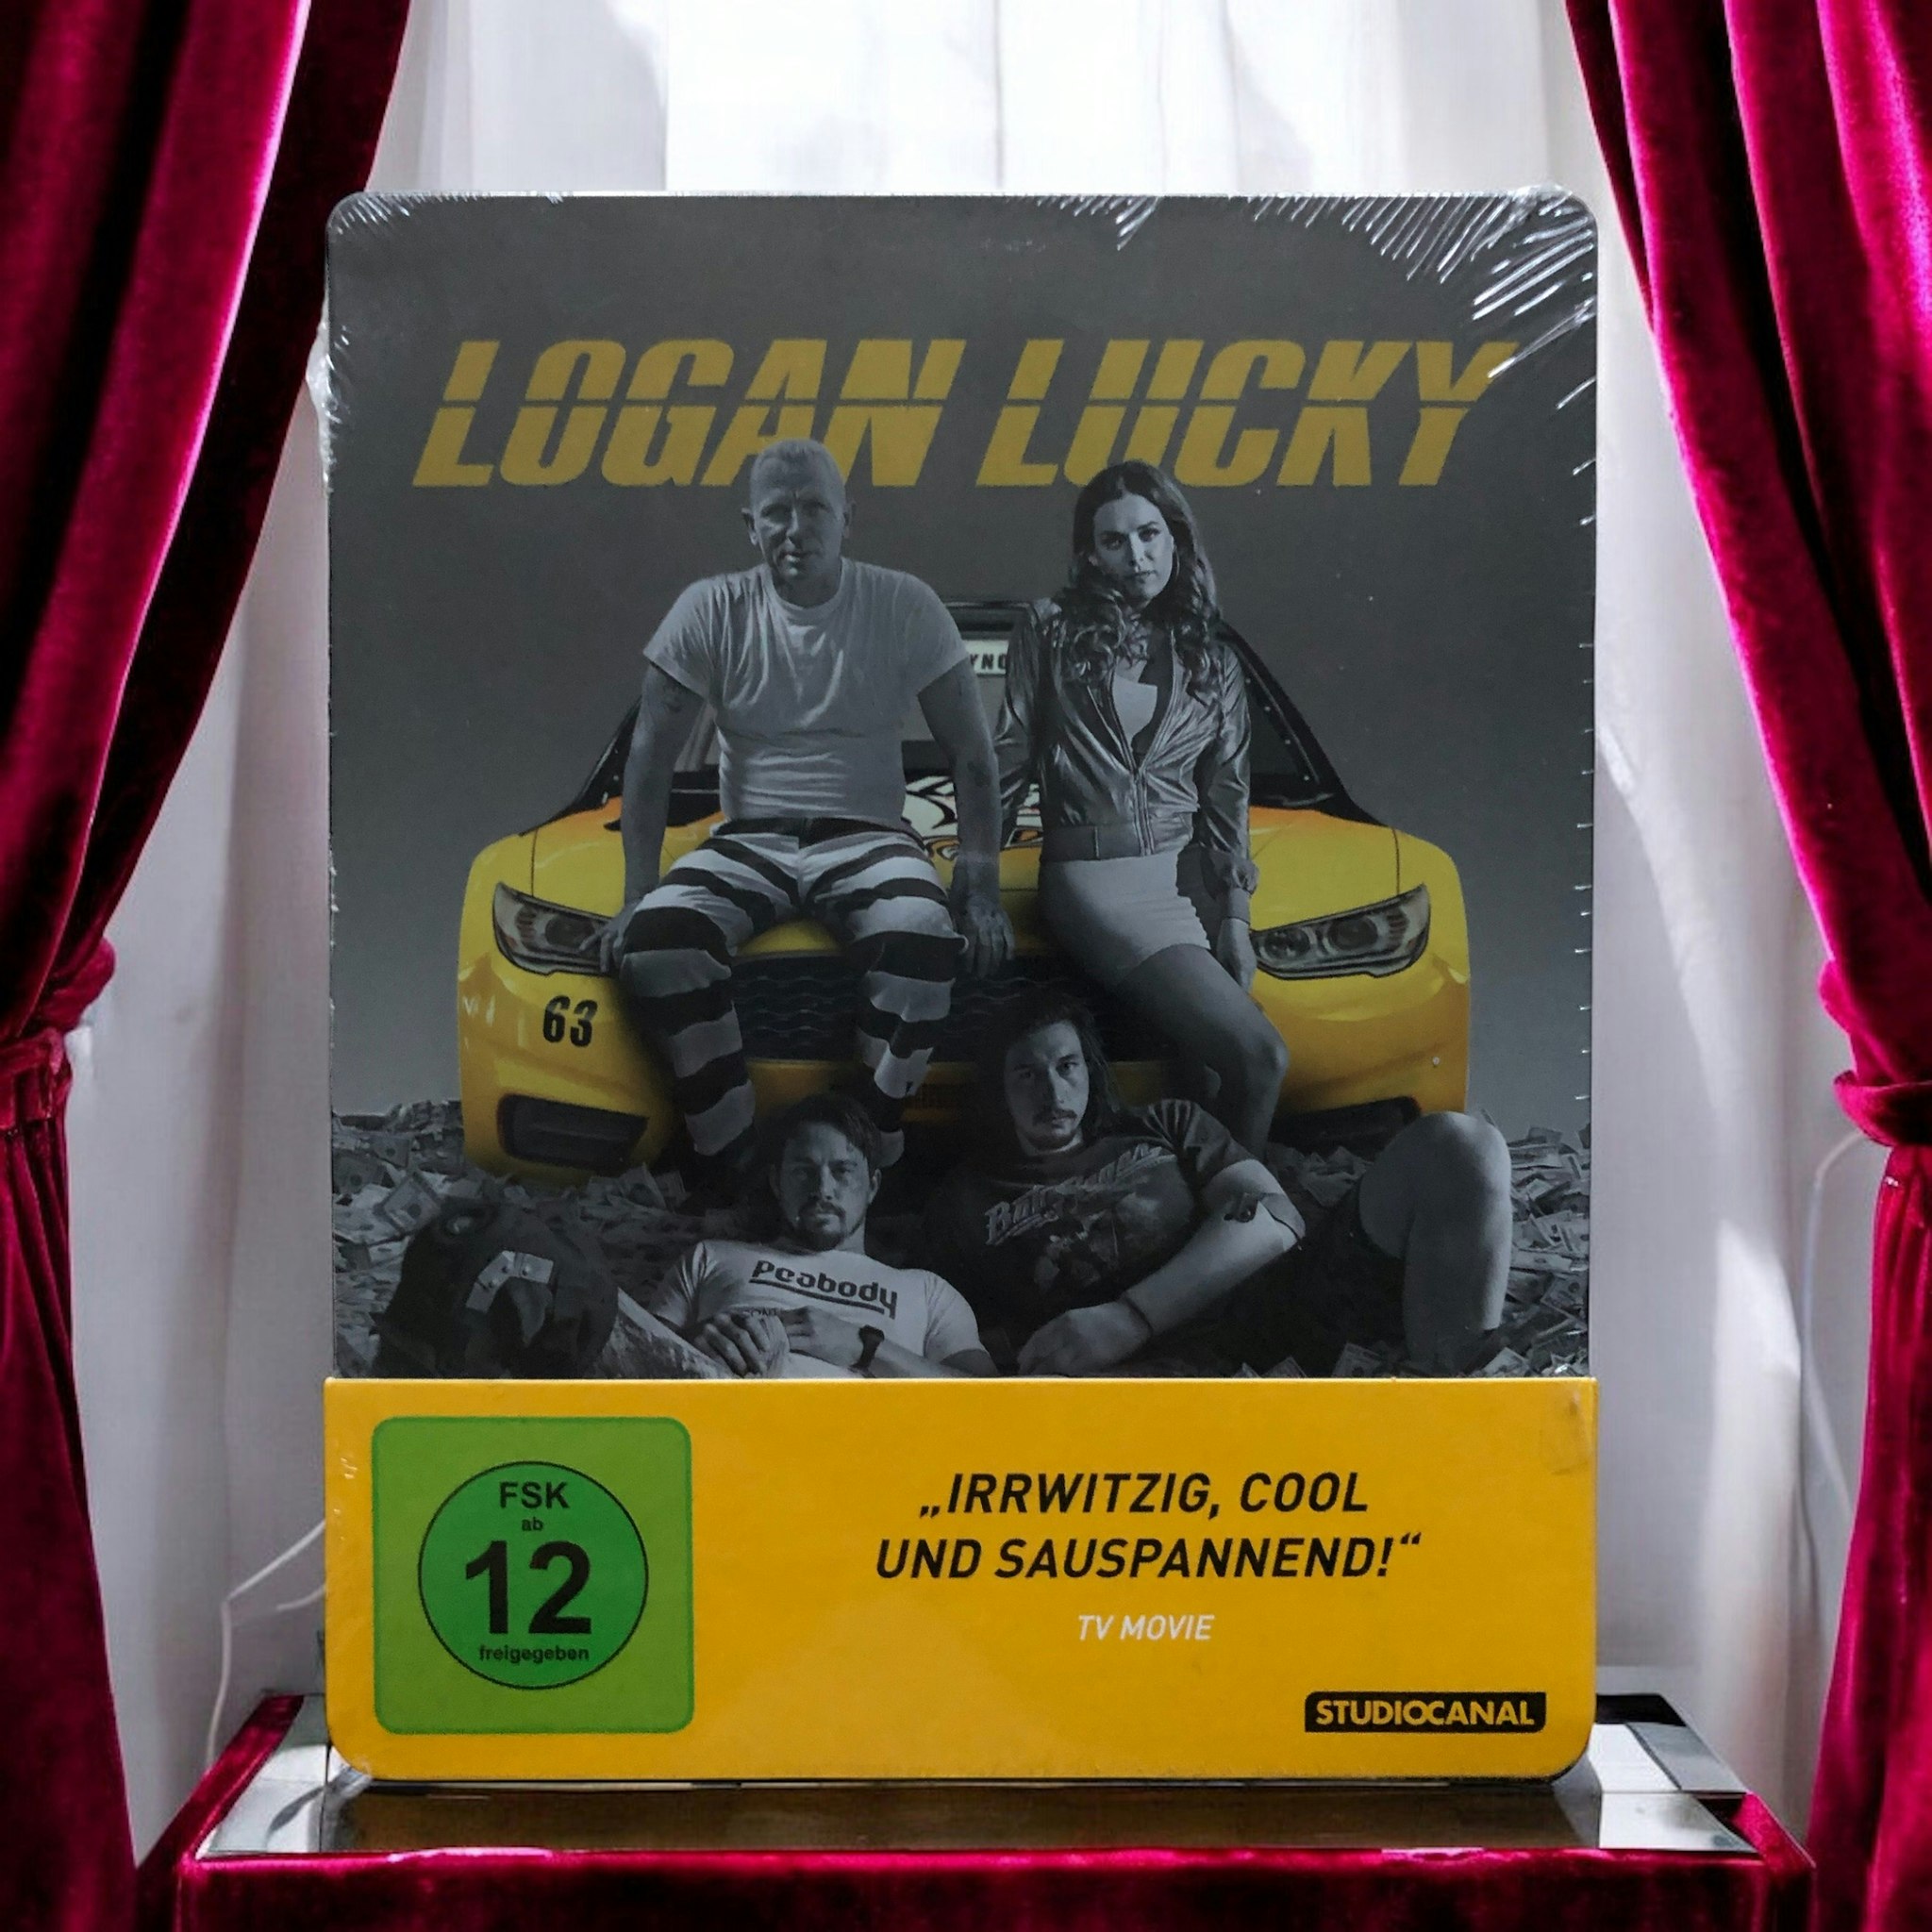 LOGAN LUCKY
63
Peabody
FSK
ab
12
freigegeben
„IRRWITZIG, COOL
UND SAUSPANNEND!“
TV MOVIE
STUDIOCANAL